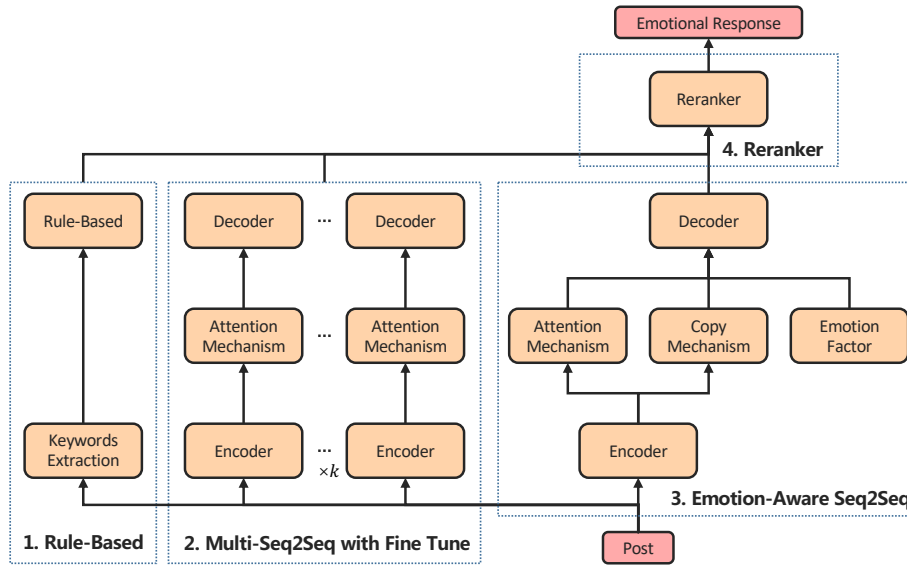 Emotional Response
Reranker
4. Reranker
Rule-Based
Decoder
...
Decoder
Decoder
Attention
Mechanism
...
Attention
Mechanism
Attention
Mechanism
Copy
Mechanism
Emotion
Factor
Keywords
Extraction
Encoder
...
×k
Encoder
Encoder
3. Emotion-Aware Seq2Seq
1. Rule-Based
2. Multi-Seq2Seq with Fine Tune
Post